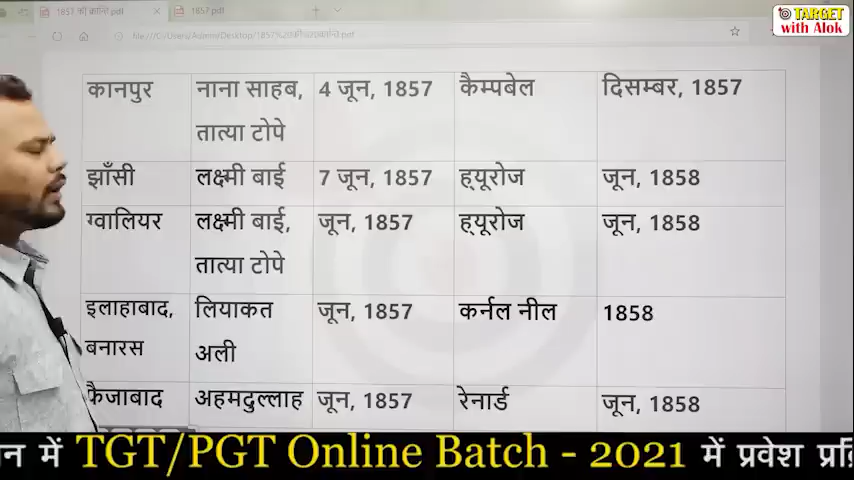 1857 की क्रान्ति.pdf
1857 pdf
TARGET
with Alok
कानपुर नाना साहब, 4 जून, 1857 कैम्पबेल दिसम्बर, 1857
तात्या टोपे
झाँसी लक्ष्मी बाई 7 जून, 1857 ह्यूरोज जून, 1858
ग्वालियर लक्ष्मी बाई, जून, 1857 ह्यूरोज जून, 1858
तात्या टोपे
इलाहाबाद, लियाकत जून, 1857 कर्नल नील 1858
बनारस अली
फैजाबाद अहमदुल्लाह जून, 1857 रेनार्ड जून, 1858
न में TGT/PGT Online Batch - 2021 में प्रवेश